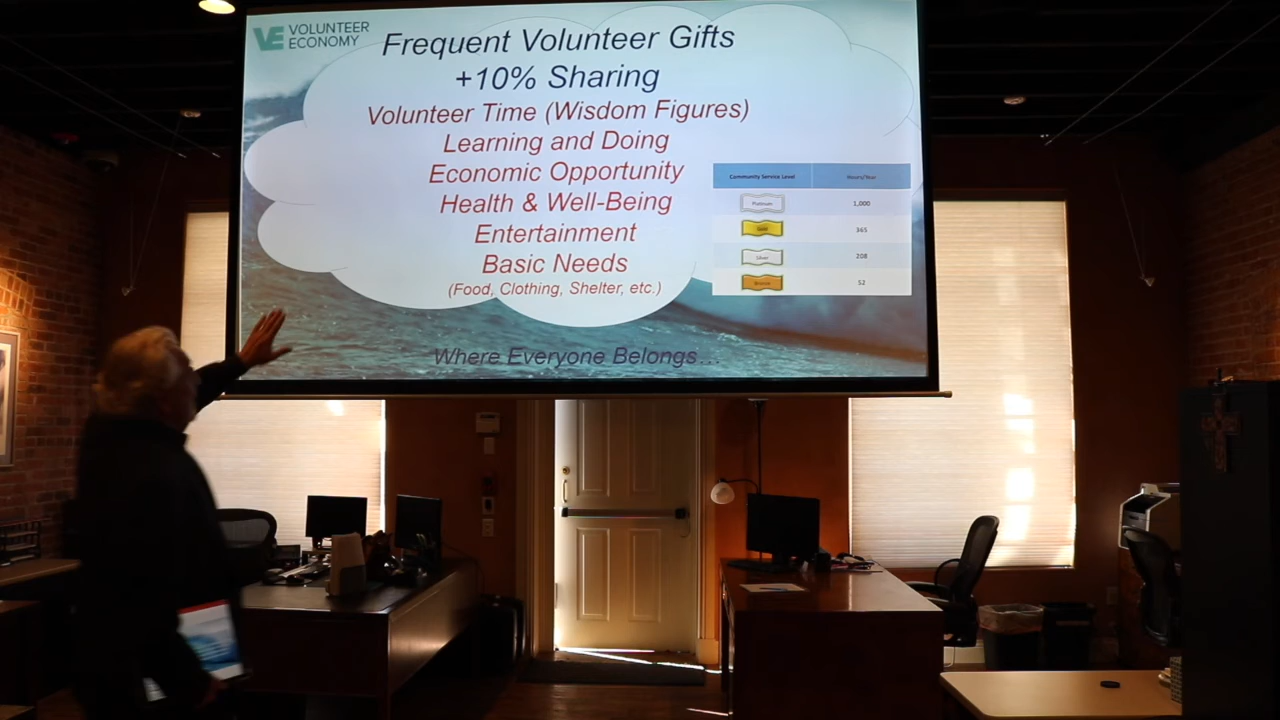 VOLUNTEER
ECONOMY
Frequent Volunteer Gifts
+10% Sharing
Volunteer Time (Wisdom Figures)
Learning and Doing
Economic Opportunity
Health & Well-Being
Entertainment
Basic Needs
(Food, Clothing, Shelter, etc.)
Community Service Level Hours/Year
Platinum 1,000
Gold 365
Silver 208
Bronze 52
Where Everyone Belongs…